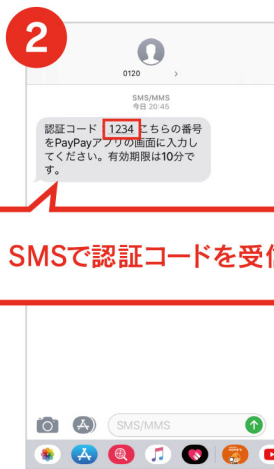 2
0120 >
SMS/MMS
今日 20:45
認証コード 1234 こちらの番号
をPayPayアプリの画面に入力し
てください。有効期限は10分で
す。
SMSで認証コードを受信
SMS/MMS